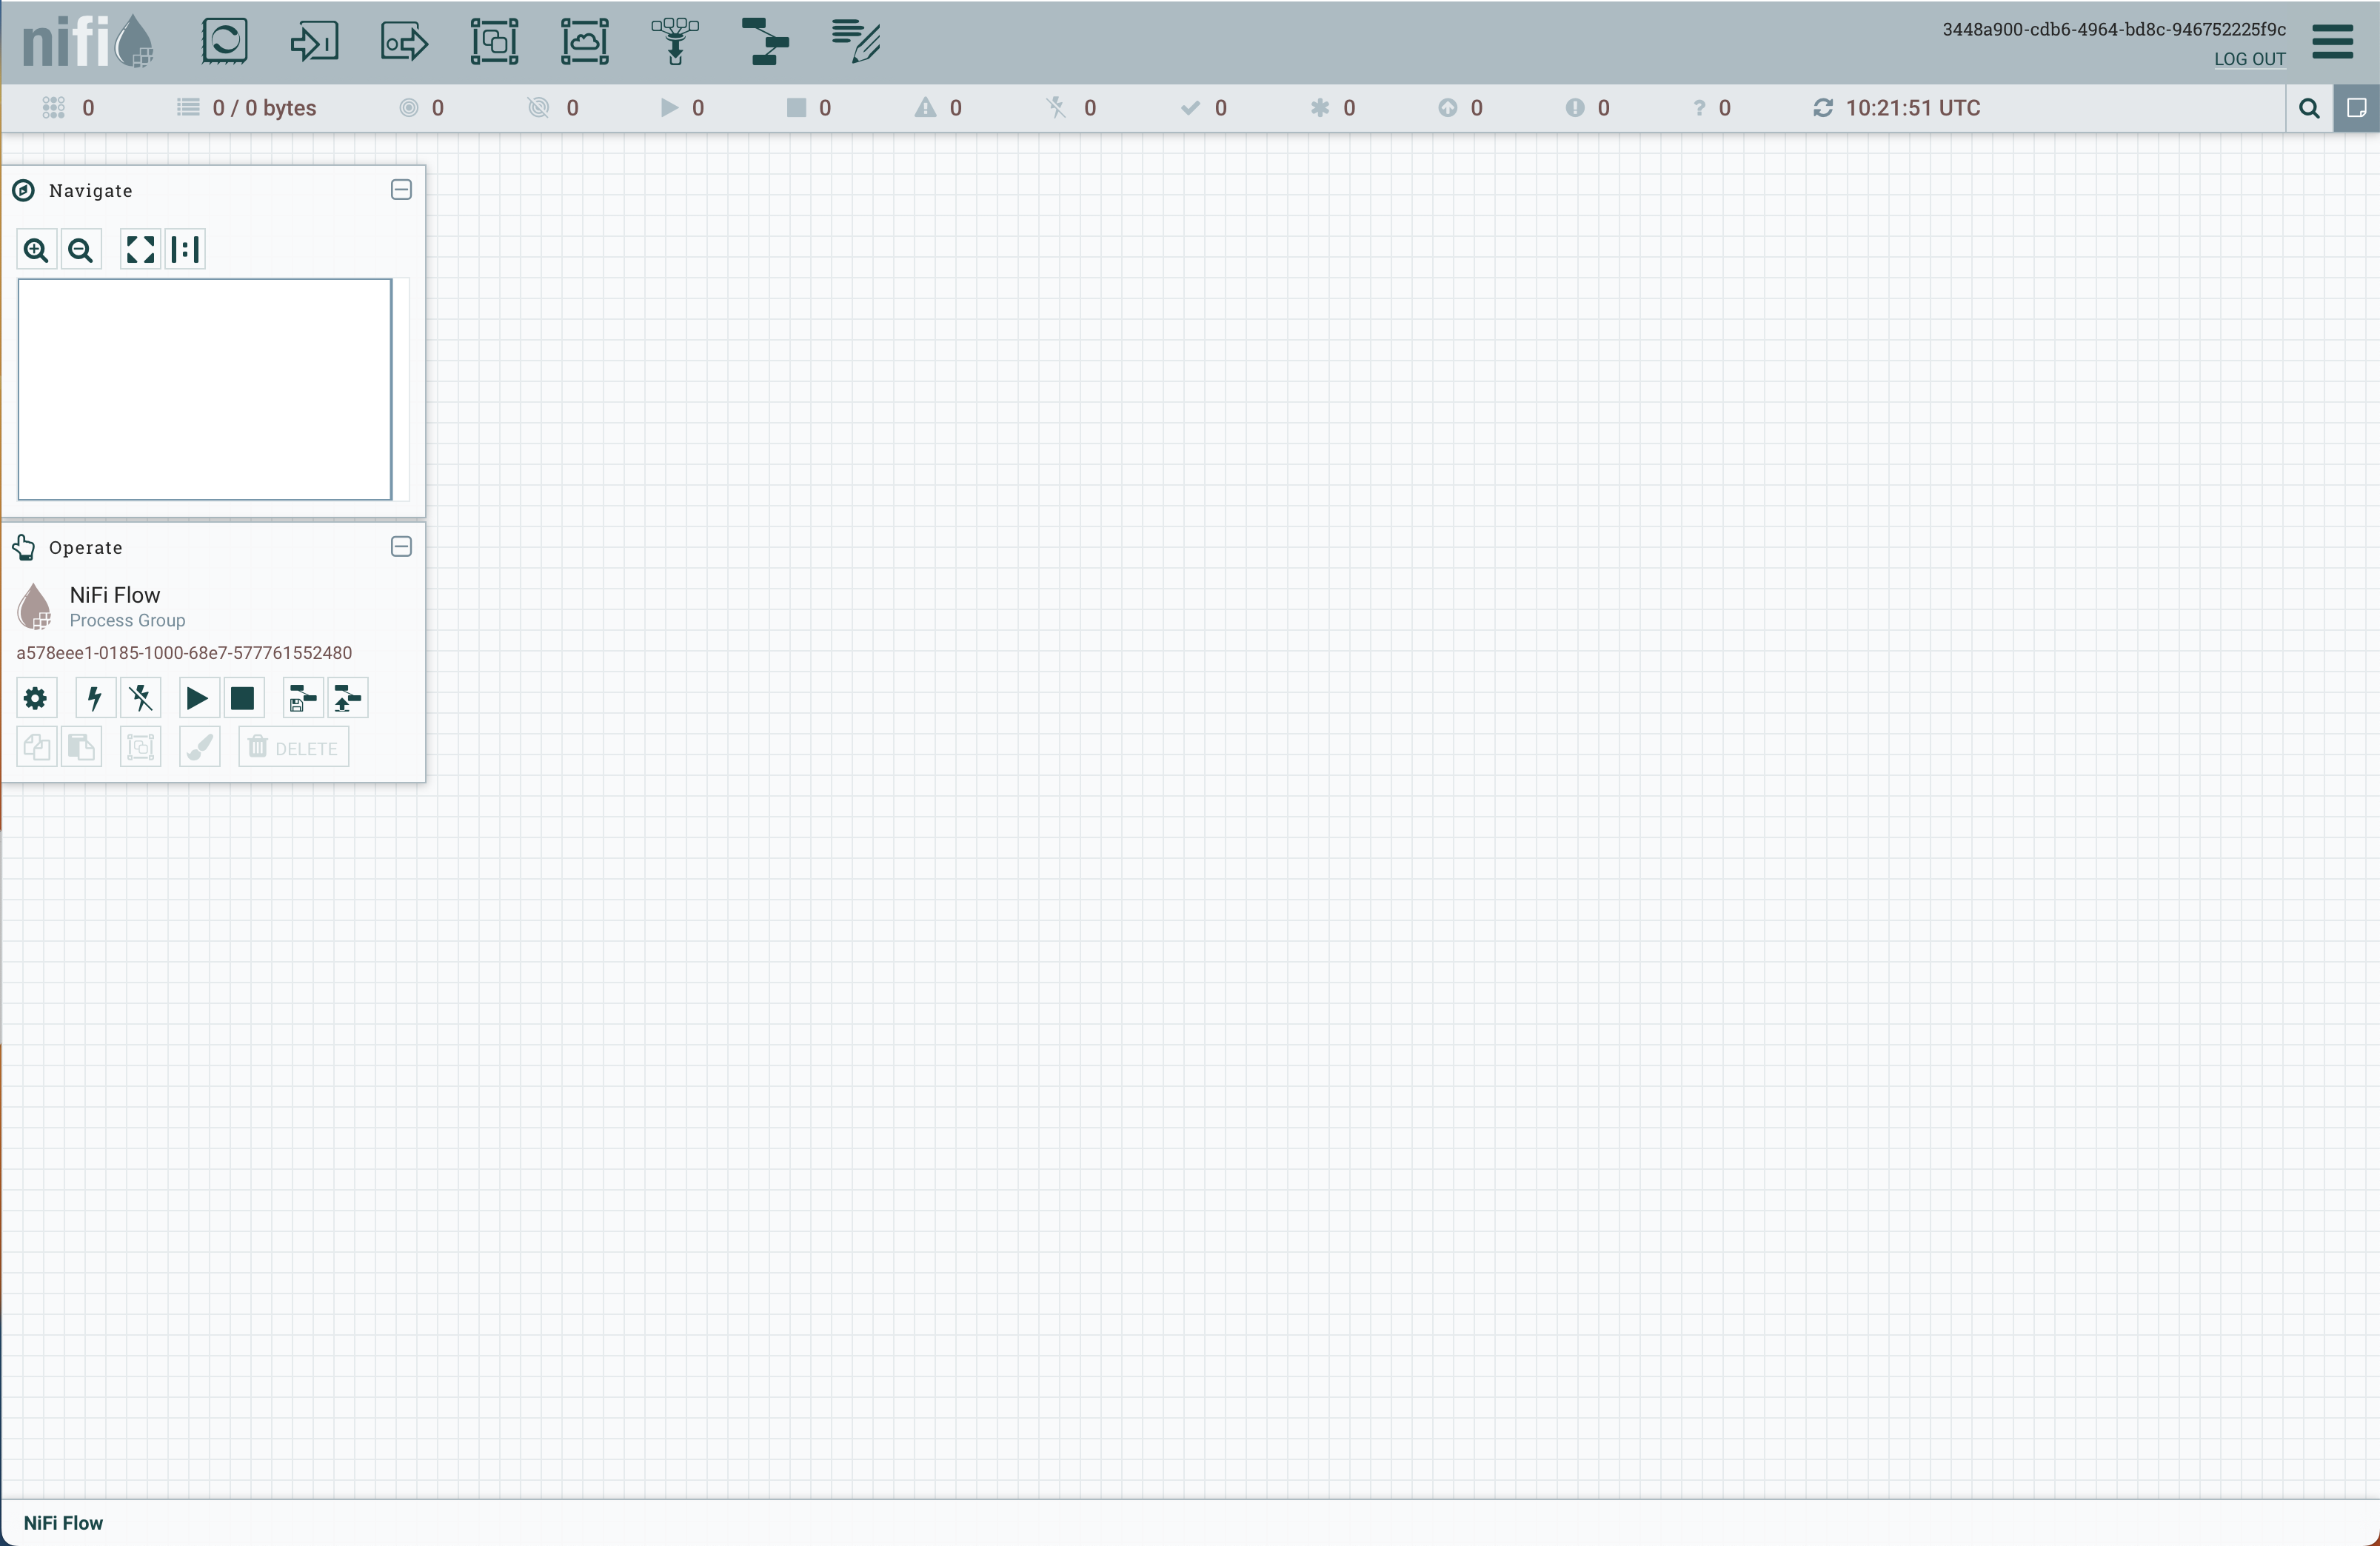 nifi
3448a900-cdb6-4964-bd8c-946752225f9c
LOG OUT
0 0 / 0 bytes 0 0 0 0 0 0 0 0 0 0 ? 0 10:21:51 UTC
Navigate
Operate
NiFi Flow
Process Group
a578eee1-0185-1000-68e7-577761552480
DELETE
NiFi Flow